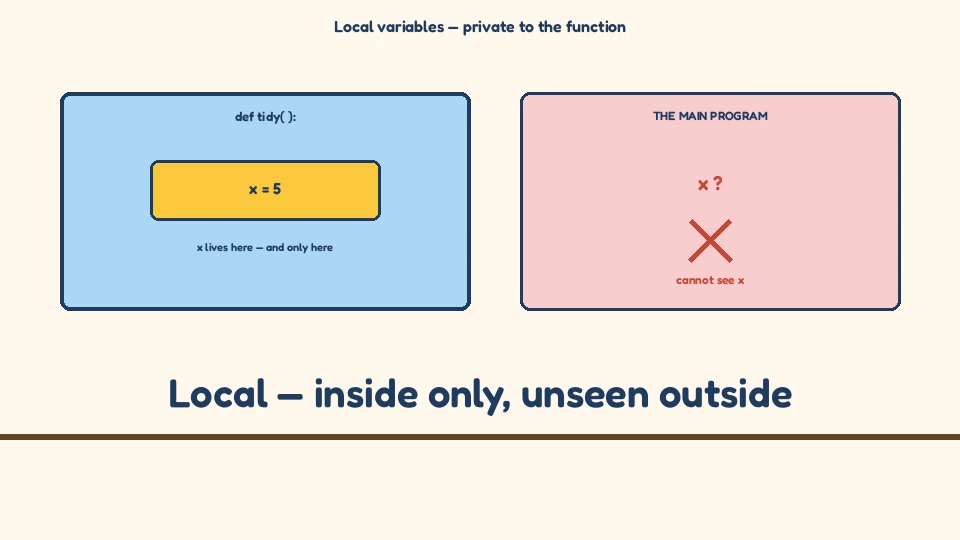 Local variables — private to the function
def tidy( ):
x = 5
x lives here — and only here
THE MAIN PROGRAM
x ?
cannot see x
Local — inside only, unseen outside